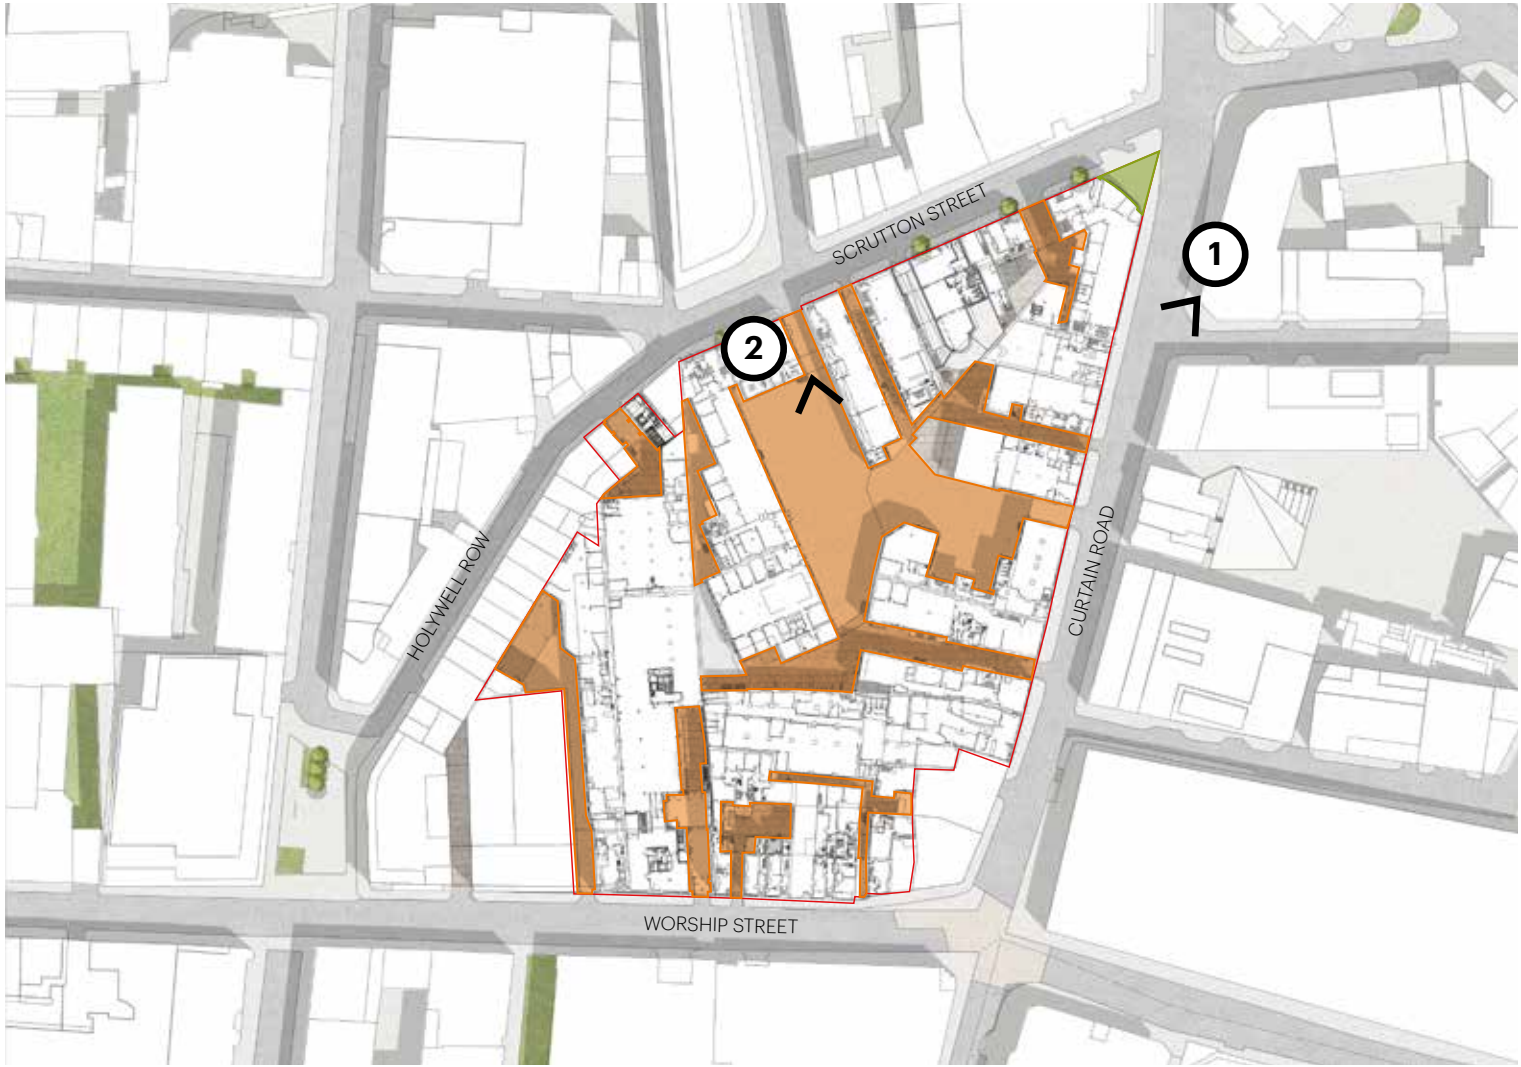 SCRUTTON STREET
1
2
HOLYWELL ROW
CURTAIN ROAD
WORSHIP STREET